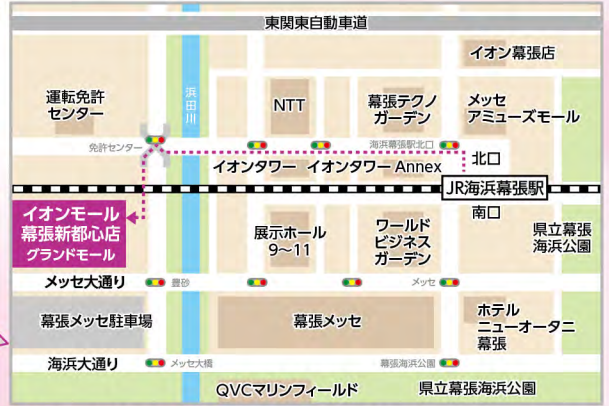 東関東自動車道
イオン幕張店
運転免許
センター
浜田川
NTT
幕張テクノ
ガーデン
メッセ
アミューズモール
免許センター
海浜幕張駅北口
北口
イオンタワー
イオンタワー Annex
JR海浜幕張駅
南口
イオンモール
幕張新都心店
グランドモール
展示ホール
9〜11
ワールド
ビジネス
ガーデン
県立幕張
海浜公園
メッセ大通り
豊砂
メッセ
幕張メッセ駐車場
幕張メッセ
ホテル
ニューオータニ
幕張
海浜大通り
メッセ大橋
幕張海浜公園
QVCマリンフィールド
県立幕張海浜公園